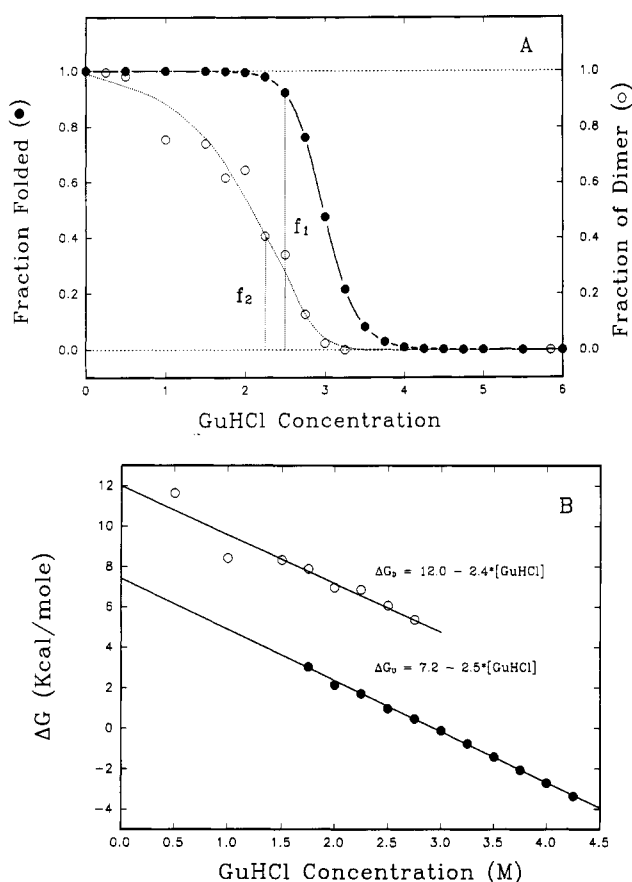 A
Fraction Folded (●)
1.0
0.8
0.6
0.4
0.2
0.0
f₁
f₂
1.0
0.8
0.6
0.4
0.2
0.0
Fraction of Dimer (○)
0 1 2 3 4 5 6
GuHCl Concentration
B
ΔG (Kcal/mole)
12
10
8
6
4
2
0
−2
−4
ΔG_D = 12.0 − 2.4*[GuHCl]
ΔG_U = 7.2 − 2.5*[GuHCl]
0.0 0.5 1.0 1.5 2.0 2.5 3.0 3.5 4.0 4.5
GuHCl Concentration (M)